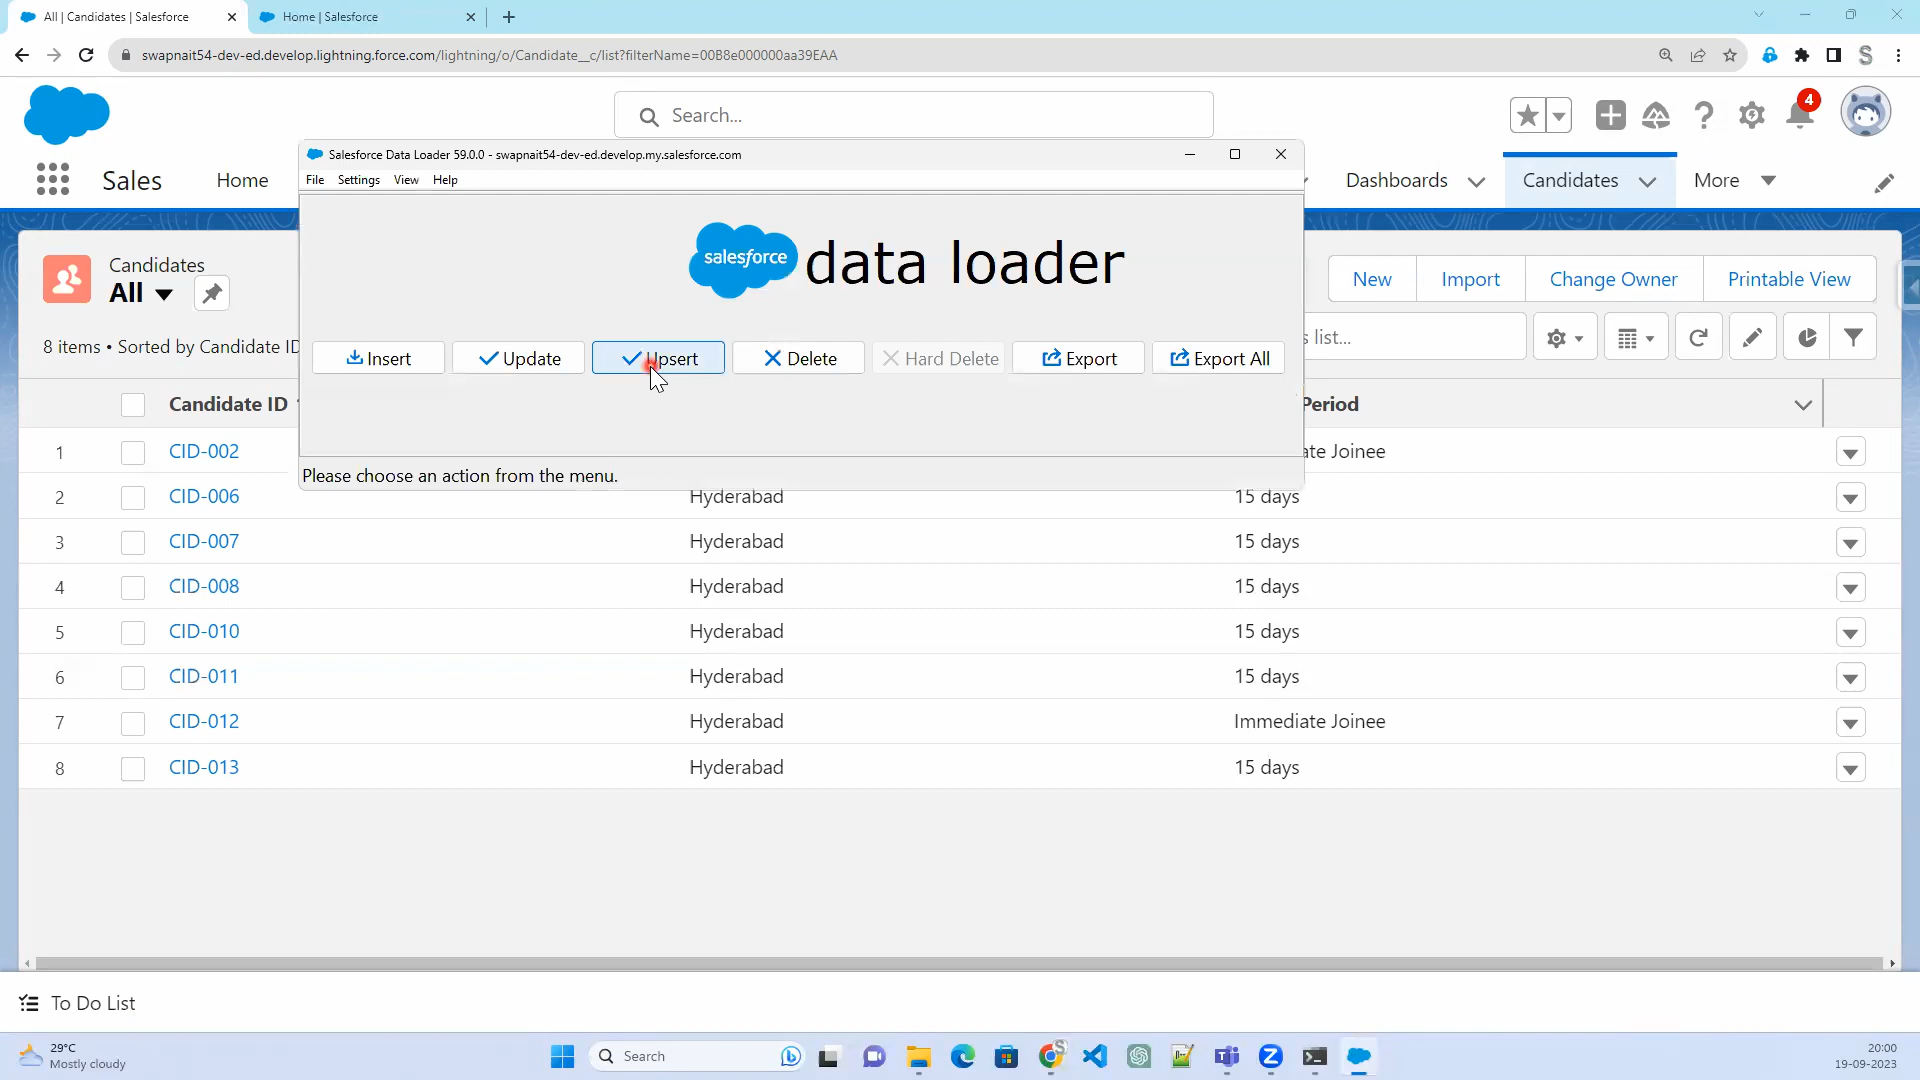 All | Candidates | Salesforce
Home | Salesforce
swapnait54-dev-ed.develop.lightning.force.com/lightning/o/Candidate__c/list?filterName=00B8e000000aa39EAA
S
Search...
4
Salesforce Data Loader 59.0.0 - swapnait54-dev-ed.develop.my.salesforce.com
File Settings View Help
Sales
Home
Dashboards
Candidates
More
salesforce data loader
Candidates
All
New
Import
Change Owner
Printable View
8 items • Sorted by Candidate ID
s list...
Insert
Update
Upsert
Delete
Hard Delete
Export
Export All
Candidate ID
Period
Please choose an action from the menu.
1 CID-002 ate Joinee
2 CID-006 Hyderabad 15 days
3 CID-007 Hyderabad 15 days
4 CID-008 Hyderabad 15 days
5 CID-010 Hyderabad 15 days
6 CID-011 Hyderabad 15 days
7 CID-012 Hyderabad Immediate Joinee
8 CID-013 Hyderabad 15 days
To Do List
29°C
Mostly cloudy
Search
20:00
19-09-2023